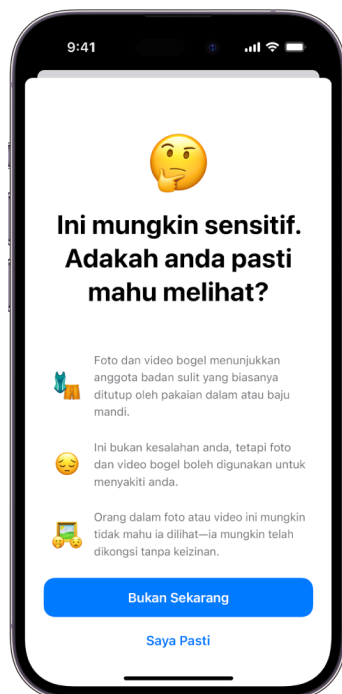 9:41
Ini mungkin sensitif.
Adakah anda pasti
mahu melihat?
Foto dan video bogel menunjukkan
anggota badan sulit yang biasanya
ditutup oleh pakaian dalam atau baju
mandi.
Ini bukan kesalahan anda, tetapi foto
dan video bogel boleh digunakan untuk
menyakiti anda.
Orang dalam foto atau video ini mungkin
tidak mahu ia dilihat—ia mungkin telah
dikongsi tanpa keizinan.
Bukan Sekarang
Saya Pasti